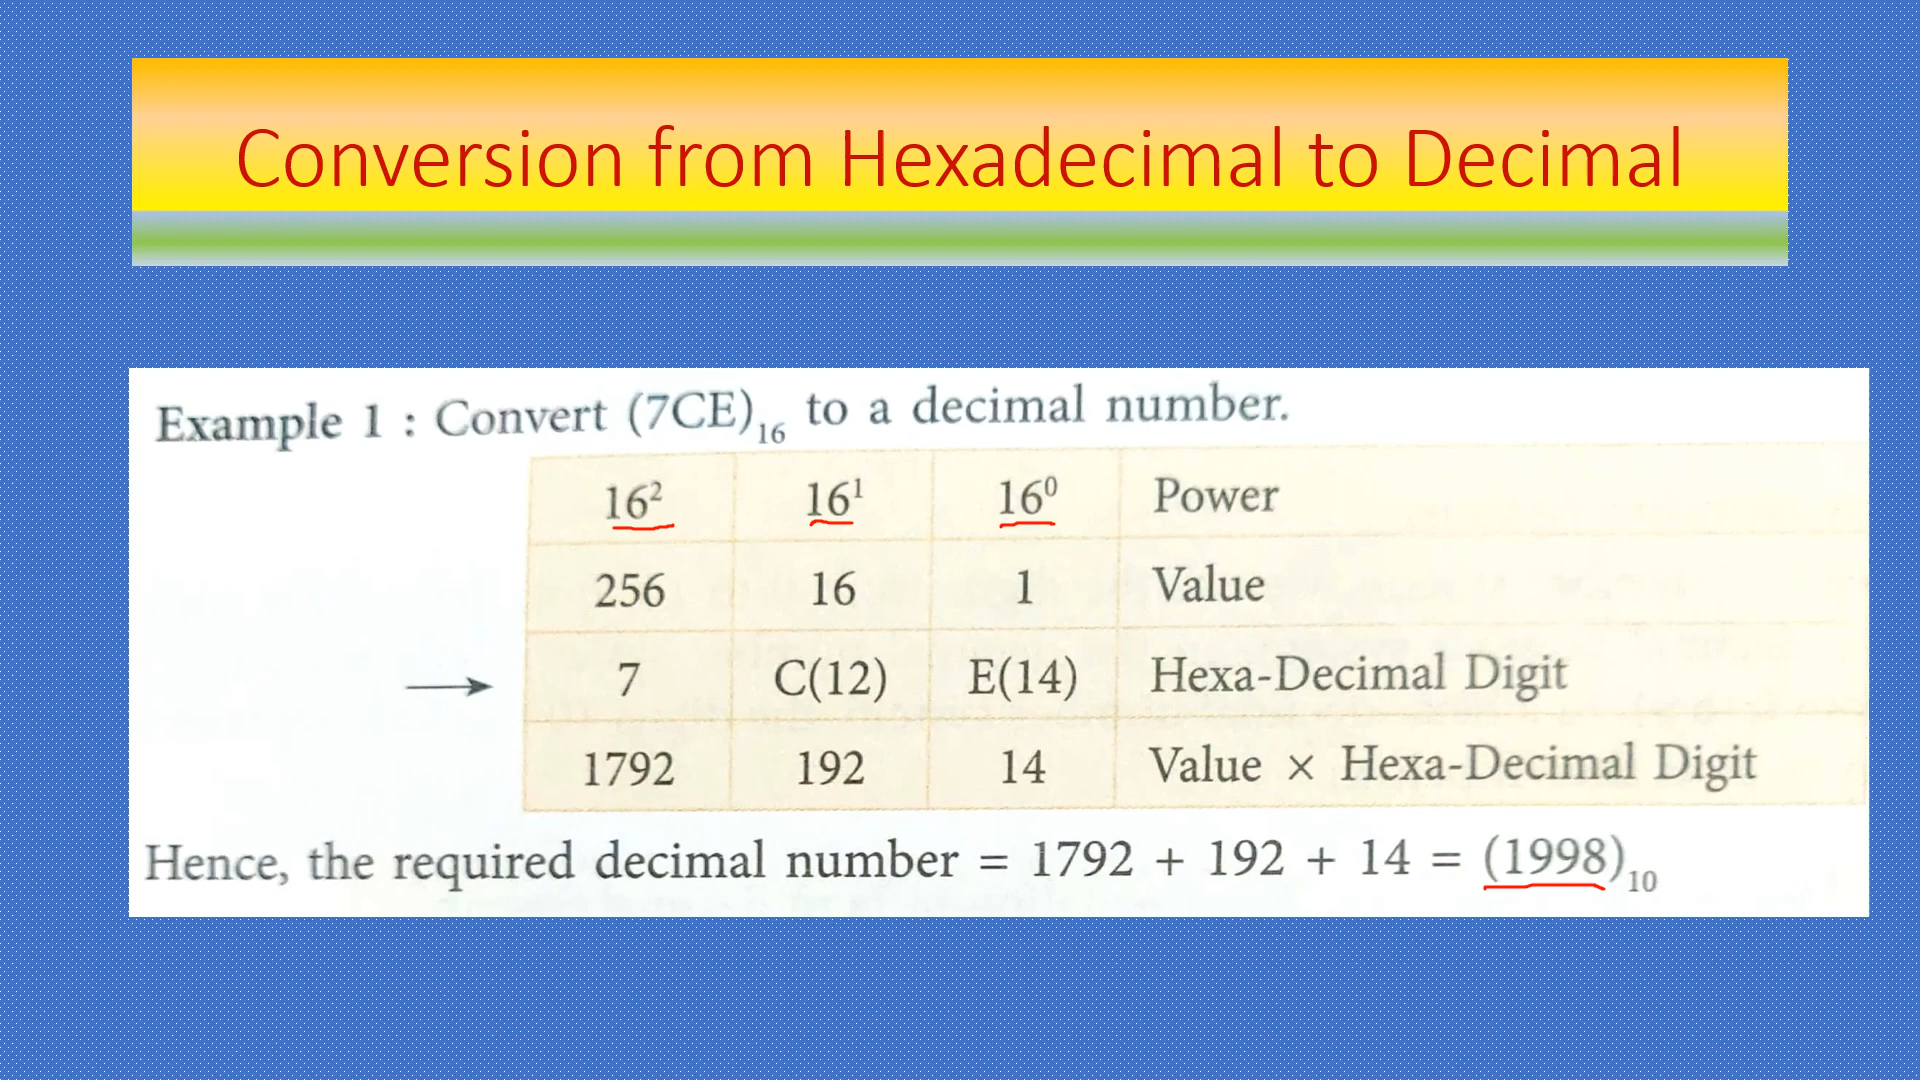 Conversion from Hexadecimal to Decimal
Example 1 : Convert (7CE)₁₆ to a decimal number.
16² 16¹ 16⁰ Power
256 16 1 Value
7 C(12) E(14) Hexa-Decimal Digit
1792 192 14 Value × Hexa-Decimal Digit
Hence, the required decimal number = 1792 + 192 + 14 = (1998)₁₀